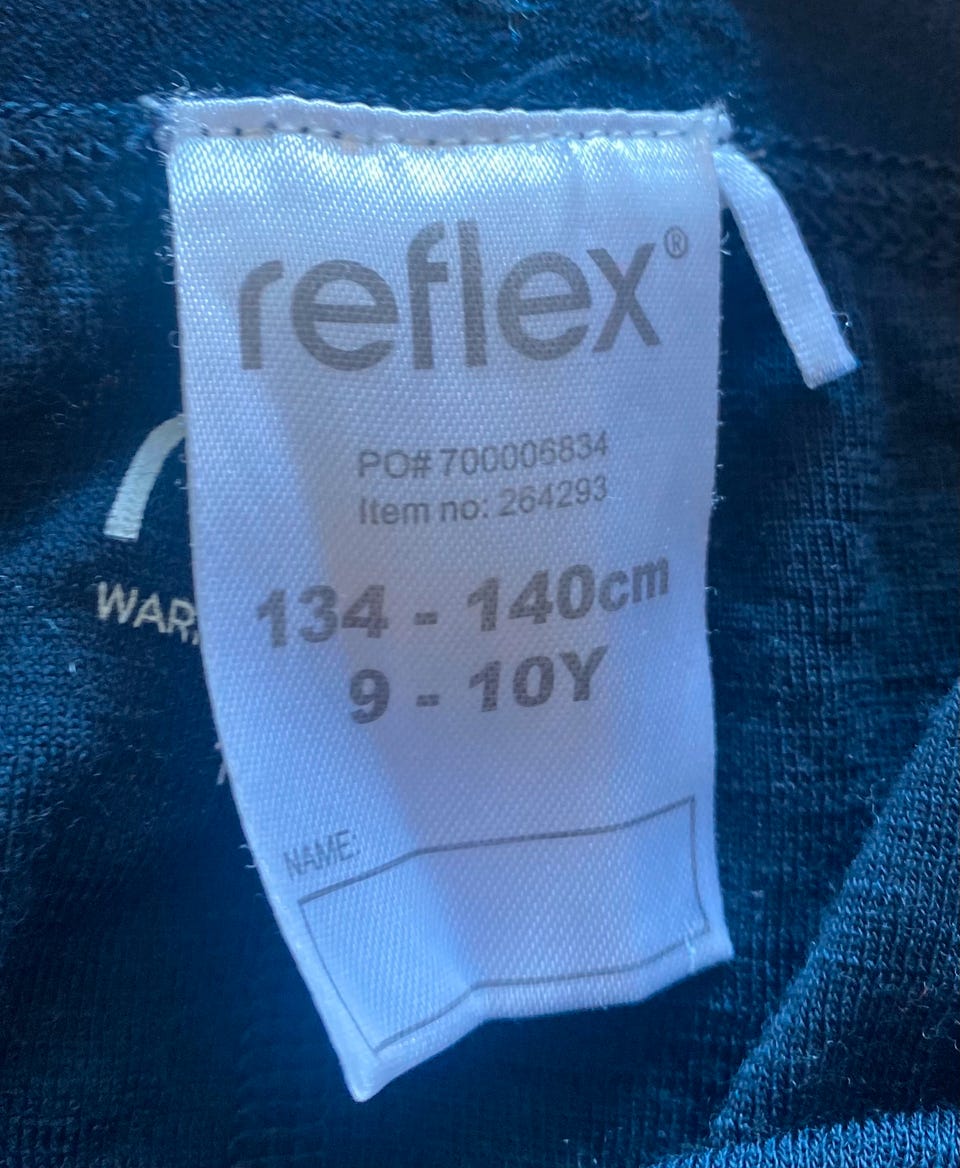 reflex®
PO# 700006834
Item no: 264293
134 - 140cm
9 - 10Y
NAME: